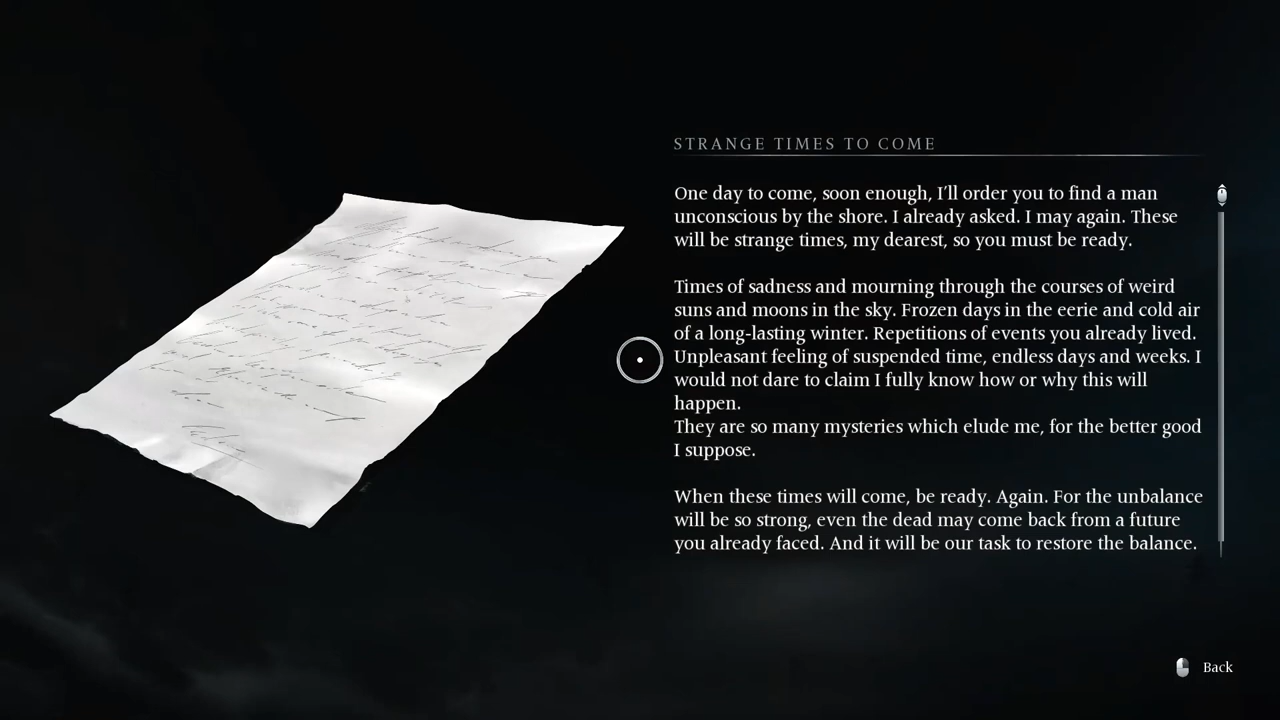 STRANGE TIMES TO COME
One day to come, soon enough, I'll order you to find a man
unconscious by the shore. I already asked. I may again. These
will be strange times, my dearest, so you must be ready.
Times of sadness and mourning through the courses of weird
suns and moons in the sky. Frozen days in the eerie and cold air
of a long-lasting winter. Repetitions of events you already lived.
Unpleasant feeling of suspended time, endless days and weeks. I
would not dare to claim I fully know how or why this will
happen.
They are so many mysteries which elude me, for the better good
I suppose.
When these times will come, be ready. Again. For the unbalance
will be so strong, even the dead may come back from a future
you already faced. And it will be our task to restore the balance.
Back